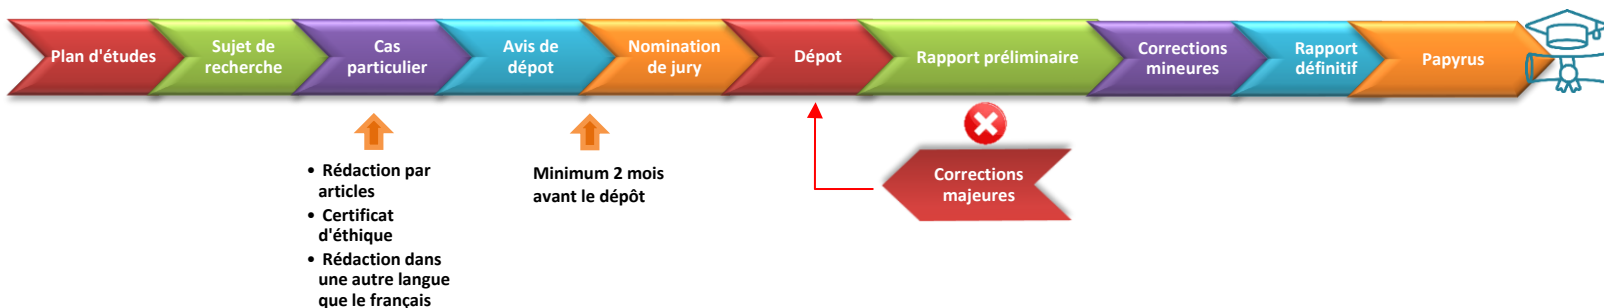 Plan d'études
Sujet de
recherche
Cas
particulier
Avis de
dépot
Nomination
de jury
Dépot
Rapport préliminaire
Corrections
mineures
Rapport
définitif
Papyrus
• Rédaction par
articles
• Certificat
d'éthique
• Rédaction dans
une autre langue
que le français
Minimum 2 mois
avant le dépôt
Corrections
majeures